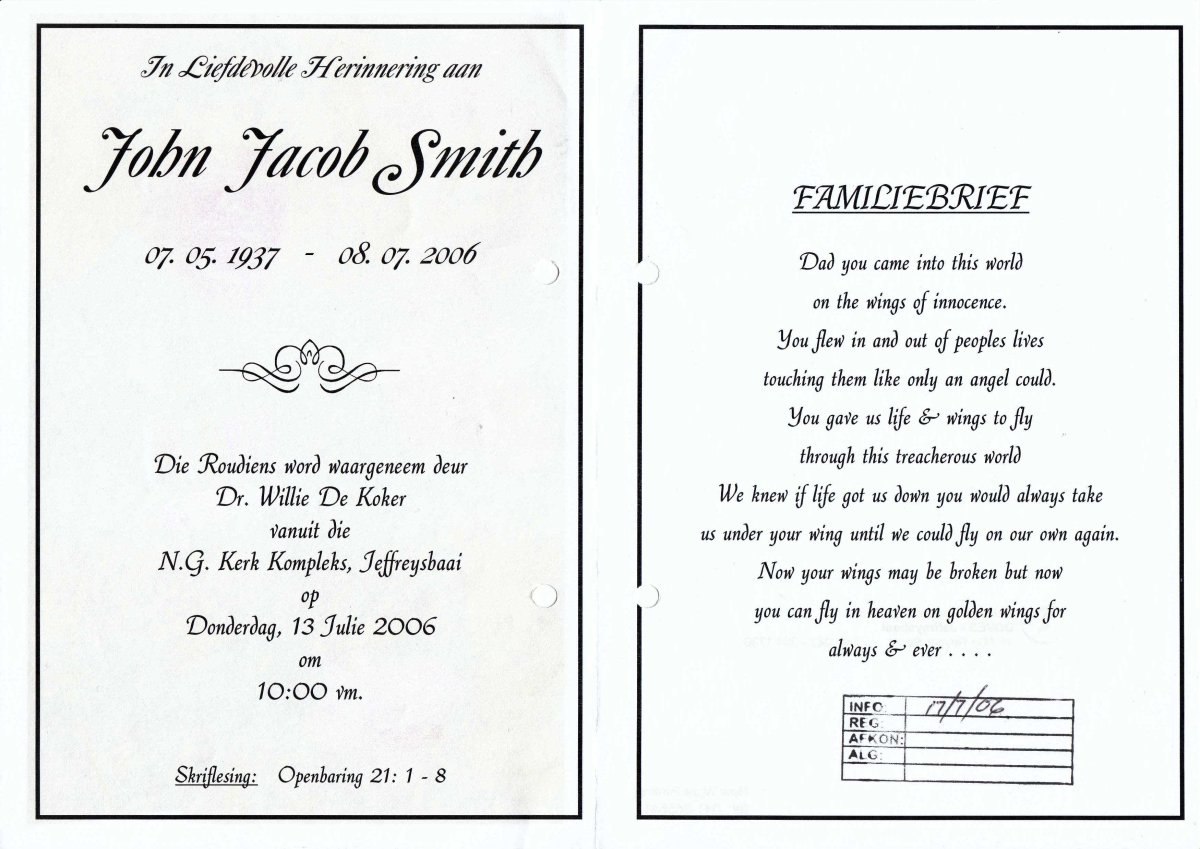 In Liefdevolle Herinnering aan
John Jacob Smith
07. 05. 1937 - 08. 07. 2006
Die Roudiens word waargeneem deur
Dr. Willie De Koker
vanuit die
N.G. Kerk Kompleks, Jeffreysbaai
op
Donderdag, 13 Julie 2006
om
10:00 vm.
Skriflesing: Openbaring 21: 1 - 8
FAMILIEBRIEF
Dad you came into this world
on the wings of innocence.
You flew in and out of peoples lives
touching them like only an angel could.
You gave us life & wings to fly
through this treacherous world
We knew if life got us down you would always take
us under your wing until we could fly on our own again.
Now your wings may be broken but now
you can fly in heaven on golden wings for
always & ever . . . .
INFO: 17/7/06
REG:
AFKON:
ALG: